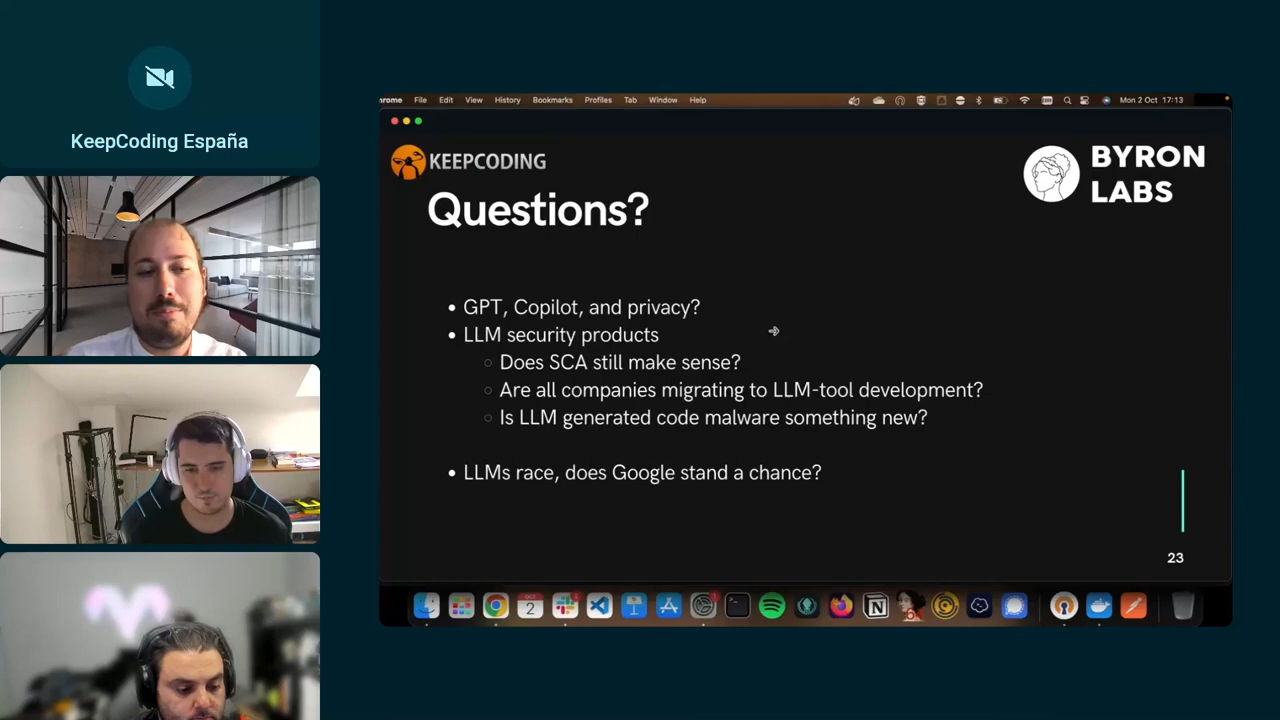 KeepCoding España
hrome File Edit View History Bookmarks Profiles Tab Window Help Mon 2 Oct 17:13
KEEPCODING
BYRON
LABS
Questions?
• GPT, Copilot, and privacy?
• LLM security products
○ Does SCA still make sense?
○ Are all companies migrating to LLM-tool development?
○ Is LLM generated code malware something new?
• LLMs race, does Google stand a chance?
23
2